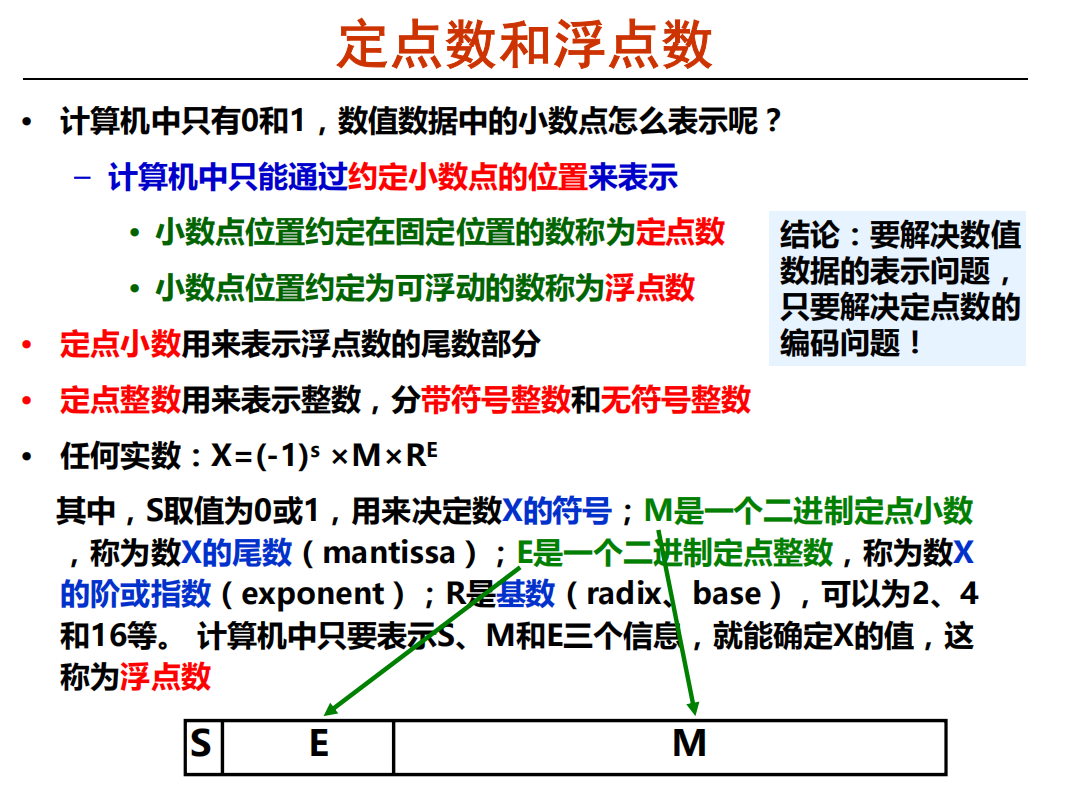 定点数和浮点数
• 计算机中只有0和1，数值数据中的小数点怎么表示呢？
– 计算机中只能通过约定小数点的位置来表示
• 小数点位置约定在固定位置的数称为定点数
• 小数点位置约定为可浮动的数称为浮点数
结论：要解决数值
数据的表示问题，
只要解决定点数的
编码问题！
• 定点小数用来表示浮点数的尾数部分
• 定点整数用来表示整数，分带符号整数和无符号整数
• 任何实数：X=(-1)ˢ ×M×Rᴱ
其中，S取值为0或1，用来决定数X的符号；M是一个二进制定点小数
，称为数X的尾数（mantissa）；E是一个二进制定点整数，称为数X
的阶或指数（exponent）；R是基数（radix、base），可以为2、4
和16等。 计算机中只要表示S、M和E三个信息，就能确定X的值，这
称为浮点数
S E M